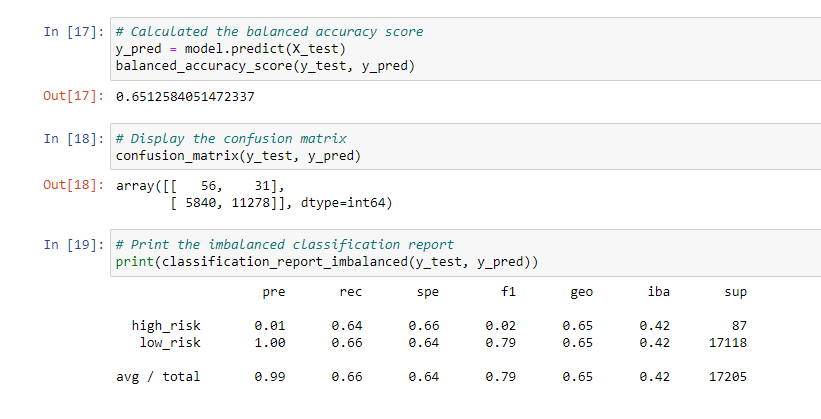 In [17]: # Calculated the balanced accuracy score
y_pred = model.predict(X_test)
balanced_accuracy_score(y_test, y_pred)
Out[17]: 0.6512584051472337
In [18]: # Display the confusion matrix
confusion_matrix(y_test, y_pred)
Out[18]: array([[   56,    31],
       [ 5840, 11278]], dtype=int64)
In [19]: # Print the imbalanced classification report
print(classification_report_imbalanced(y_test, y_pred))
pre rec spe f1 geo iba sup
high_risk 0.01 0.64 0.66 0.02 0.65 0.42 87
low_risk 1.00 0.66 0.64 0.79 0.65 0.42 17118
avg / total 0.99 0.66 0.64 0.79 0.65 0.42 17205